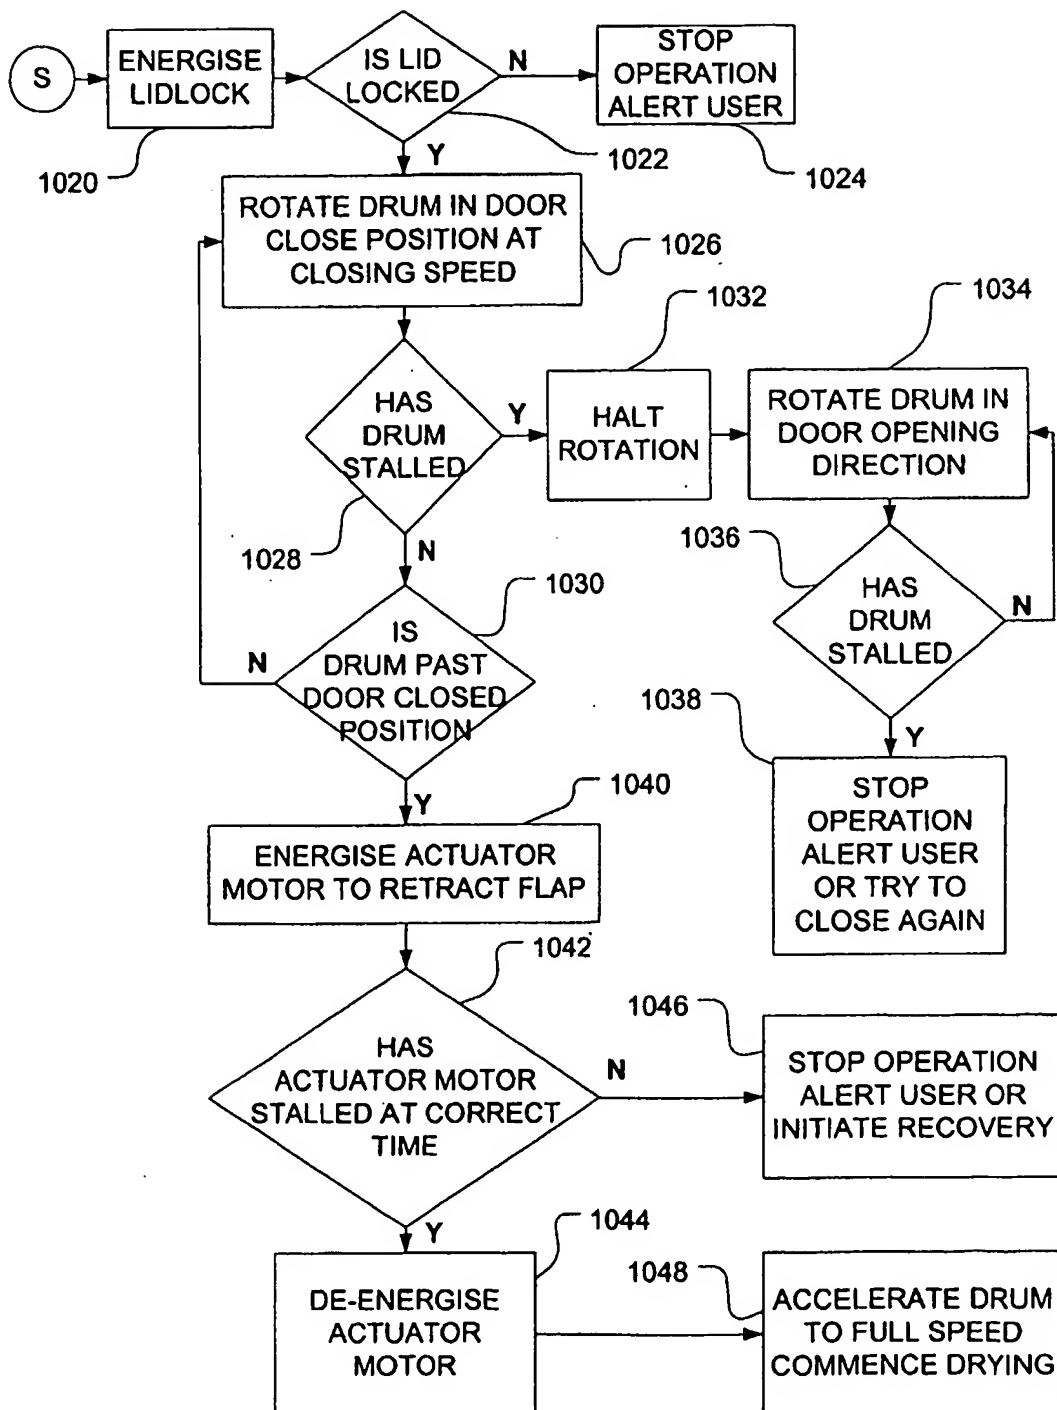 S
ENERGISE
LIDLOCK
1020
IS LID
LOCKED
N
Y
1022
STOP
OPERATION
ALERT USER
1024
ROTATE DRUM IN DOOR
CLOSE POSITION AT
CLOSING SPEED
1026
HAS
DRUM
STALLED
Y
N
1028
1032
HALT
ROTATION
1034
ROTATE DRUM IN
DOOR OPENING
DIRECTION
1036
HAS
DRUM
STALLED
N
Y
1030
IS
DRUM PAST
DOOR CLOSED
POSITION
N
Y
1038
STOP
OPERATION
ALERT USER
OR TRY TO
CLOSE AGAIN
1040
ENERGISE ACTUATOR
MOTOR TO RETRACT FLAP
1042
HAS
ACTUATOR MOTOR
STALLED AT CORRECT
TIME
N
Y
1046
STOP OPERATION
ALERT USER OR
INITIATE RECOVERY
1044
DE-ENERGISE
ACTUATOR
MOTOR
1048
ACCELERATE DRUM
TO FULL SPEED
COMMENCE DRYING